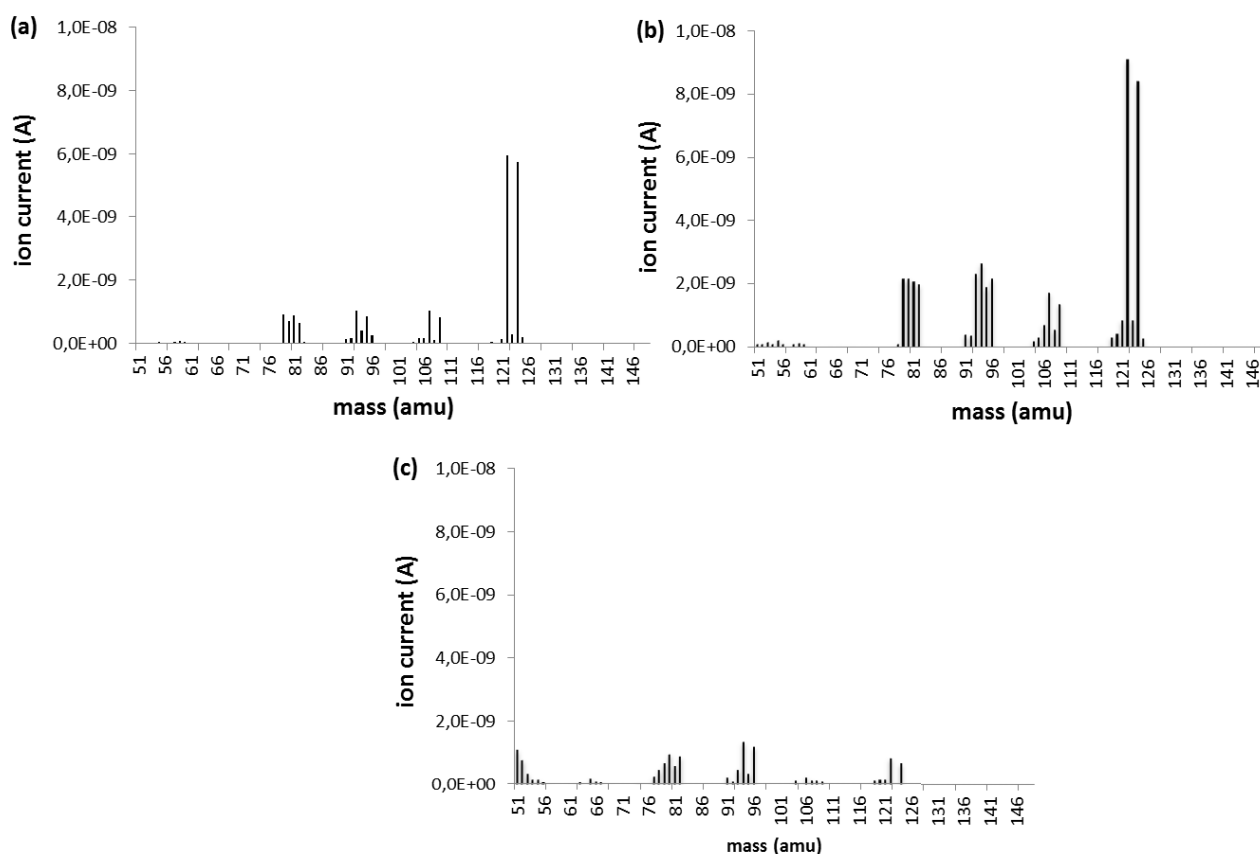 (a)
1,0E-08
8,0E-09
6,0E-09
4,0E-09
2,0E-09
0,0E+00
ion current (A)
51 56 61 66 71 76 81 86 91 96 101 106 111 116 121 126 131 136 141 146
mass (amu)
(b)
1,0E-08
8,0E-09
6,0E-09
4,0E-09
2,0E-09
0,0E+00
ion current (A)
51 56 61 66 71 76 81 86 91 96 101 106 111 116 121 126 131 136 141 146
mass (amu)
(c)
1,0E-08
8,0E-09
6,0E-09
4,0E-09
2,0E-09
0,0E+00
ion current (A)
51 56 61 66 71 76 81 86 91 96 101 106 111 116 121 126 131 136 141 146
mass (amu)